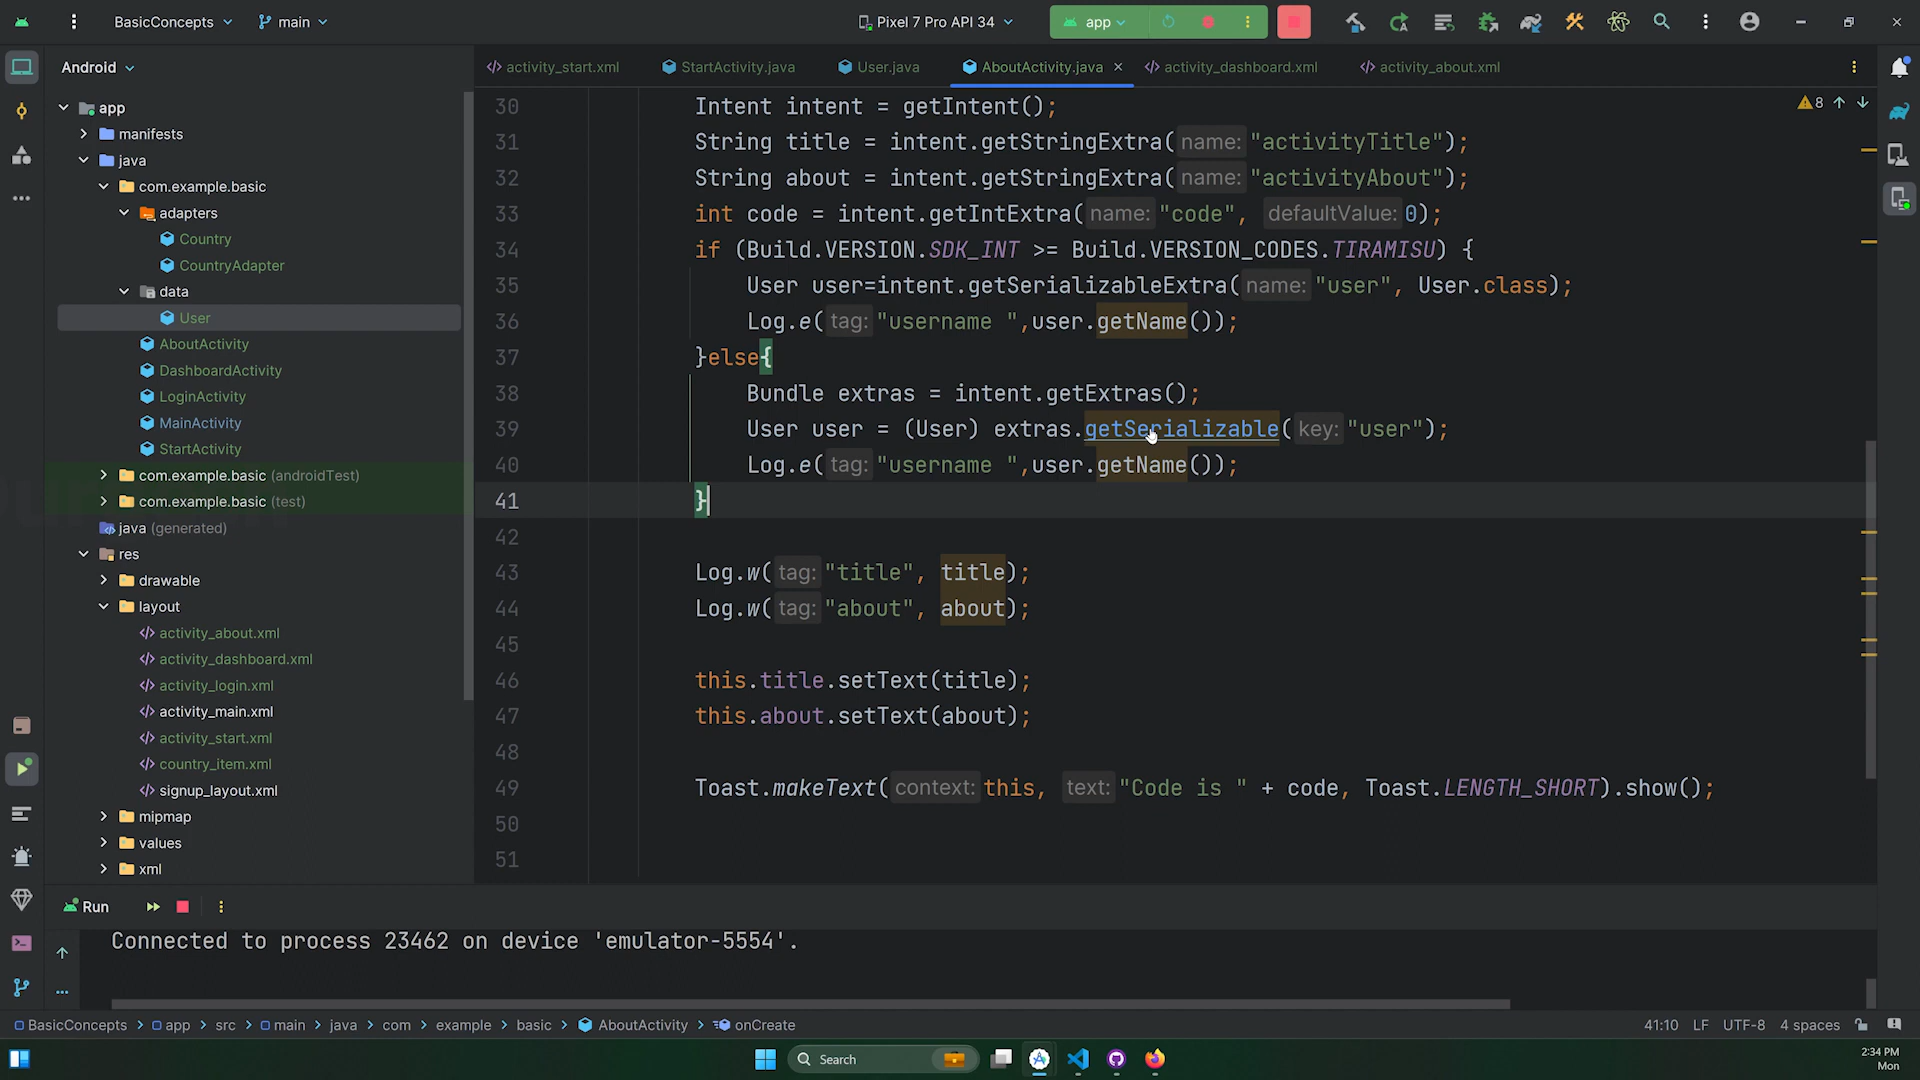 BasicConcepts
main
Pixel 7 Pro API 34
app
Android
activity_start.xml
StartActivity.java
User.java
AboutActivity.java
activity_dashboard.xml
activity_about.xml
app
manifests
java
com.example.basic
adapters
Country
CountryAdapter
data
User
AboutActivity
DashboardActivity
LoginActivity
MainActivity
StartActivity
com.example.basic (androidTest)
com.example.basic (test)
java (generated)
res
drawable
layout
activity_about.xml
activity_dashboard.xml
activity_login.xml
activity_main.xml
activity_start.xml
country_item.xml
signup_layout.xml
mipmap
values
xml
8
30 Intent intent = getIntent();
31 String title = intent.getStringExtra( name: "activityTitle");
32 String about = intent.getStringExtra( name: "activityAbout");
33 int code = intent.getIntExtra( name: "code", defaultValue: 0);
34 if (Build.VERSION.SDK_INT >= Build.VERSION_CODES.TIRAMISU) {
35 User user=intent.getSerializableExtra( name: "user", User.class);
36 Log.e( tag: "username ",user.getName());
37 }else{
38 Bundle extras = intent.getExtras();
39 User user = (User) extras.getSerializable( key: "user");
40 Log.e( tag: "username ",user.getName());
41 }
42
43 Log.w( tag: "title", title);
44 Log.w( tag: "about", about);
45
46 this.title.setText(title);
47 this.about.setText(about);
48
49 Toast.makeText( context: this, text: "Code is " + code, Toast.LENGTH_SHORT).show();
50
51
Run
Connected to process 23462 on device 'emulator-5554'.
BasicConcepts > app > src > main > java > com > example > basic > AboutActivity > onCreate
41:10 LF UTF-8 4 spaces
Search
2:34 PM
Mon